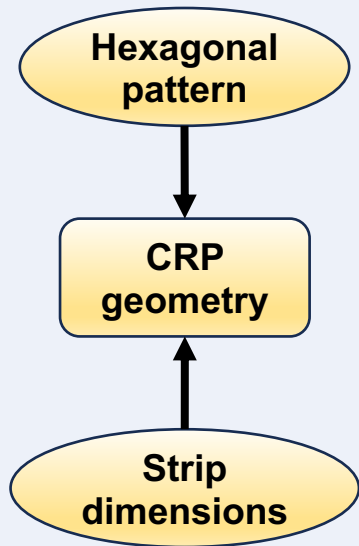 Hexagonal
pattern
CRP
geometry
Strip
dimensions